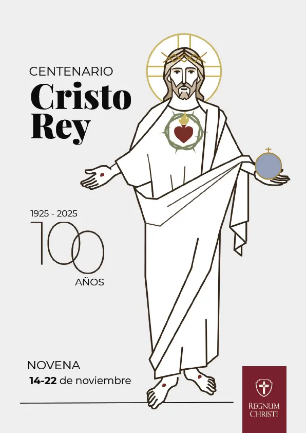 CENTENARIO
Cristo
Rey
1925 - 2025
100
AÑOS
NOVENA
14-22 de noviembre
REGNUM
CHRISTI